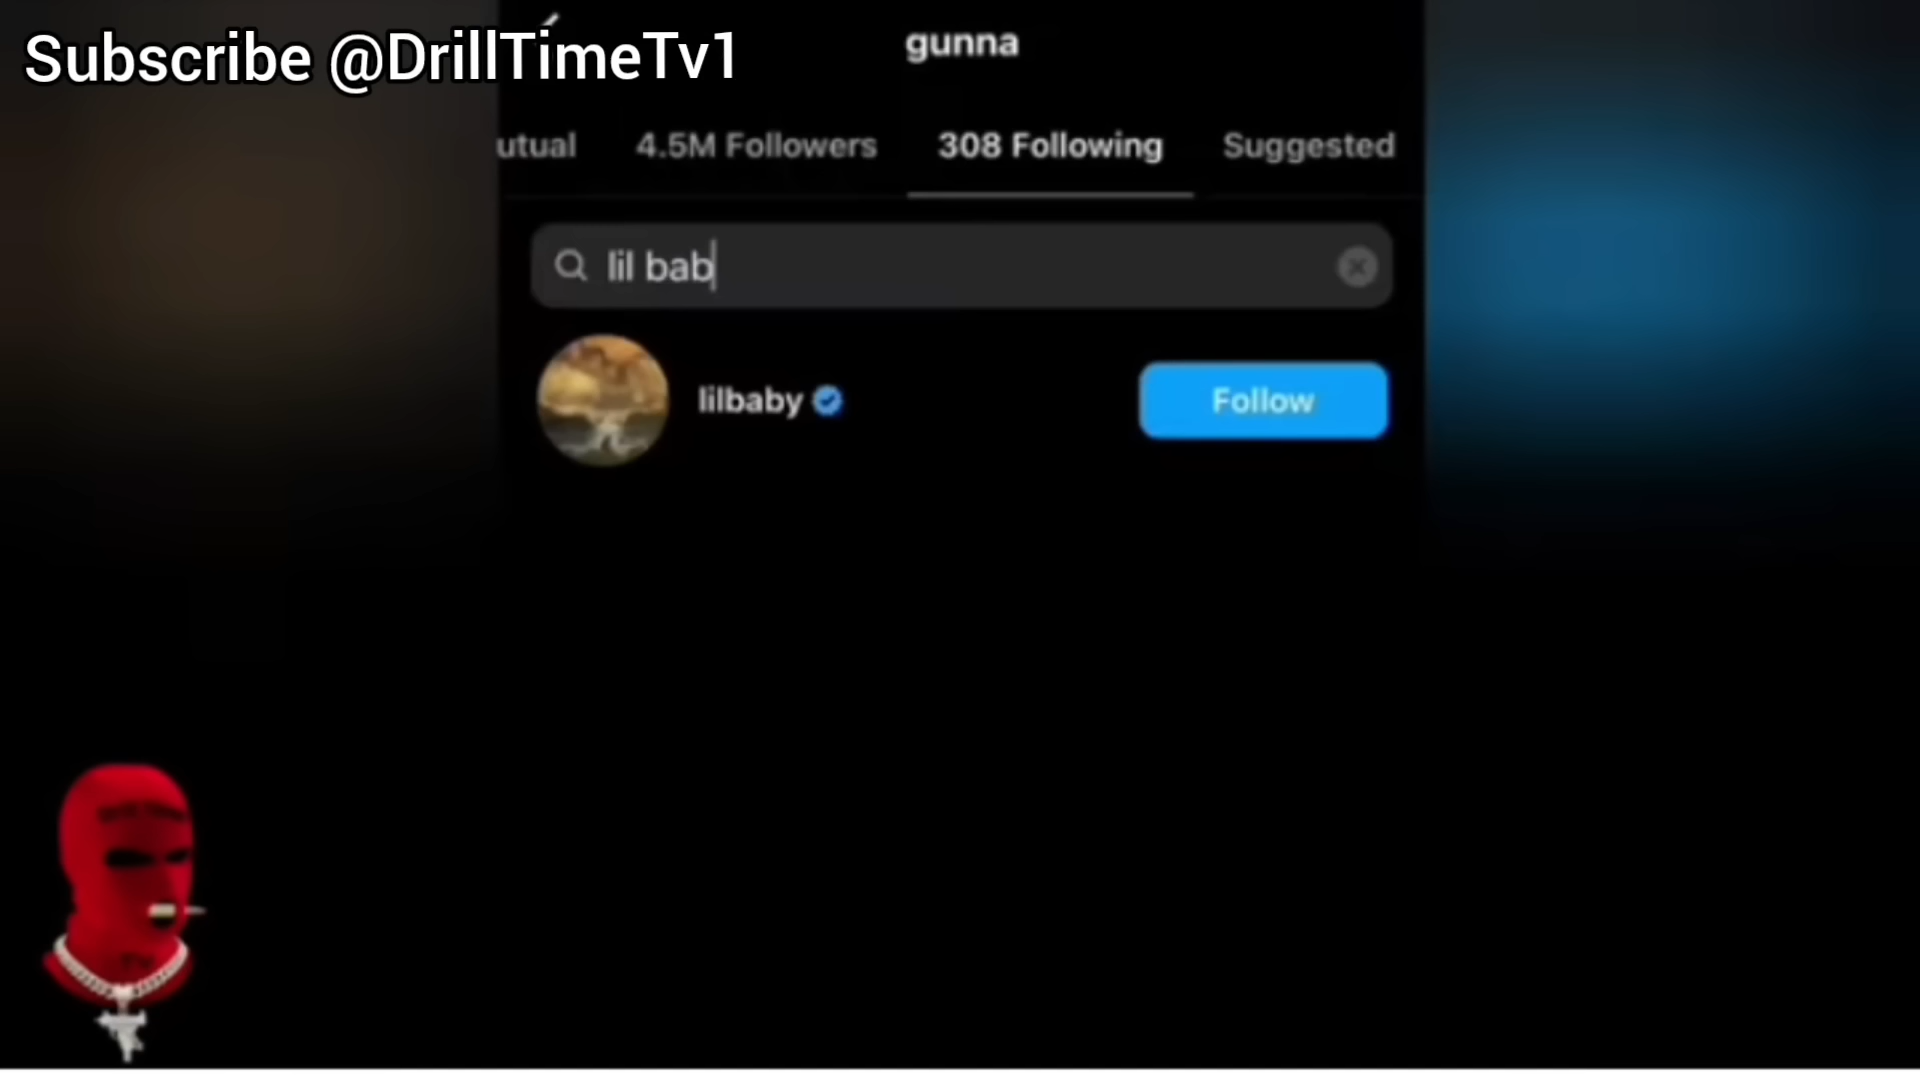 Subscribe @DrillTimeTv1
gunna
utual 4.5M Followers 308 Following Suggested
lil bab
lilbaby Follow